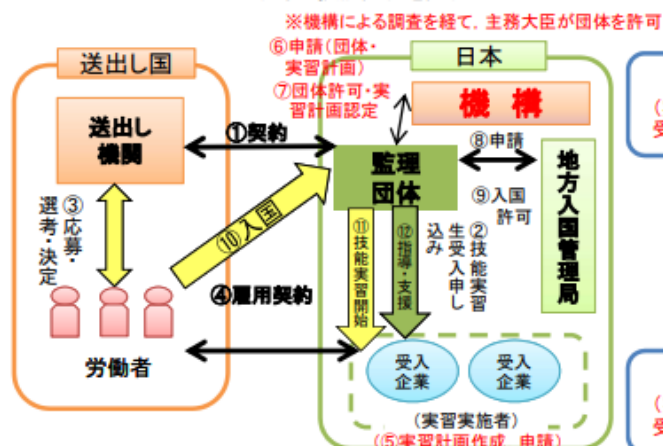 ※機構による調査を経て，主務大臣が団体を許可
⑥申請(団体・
実習計画)
⑦団体許可・実
習計画認定
送出し国
日本
機 構
送出し
機関
①契約
監理
団体
⑧申請
⑨入国
許可
地方入国管理局
③応募・
選考・決定
⑩入国
⑪技能実習開始
⑫指導・支援
②技能実習
生受入申し
込み
④雇用契約
労働者
受入
企業
受入
企業
(実習実施者)
(⑤実習計画作成，申請)
(
受
(
受